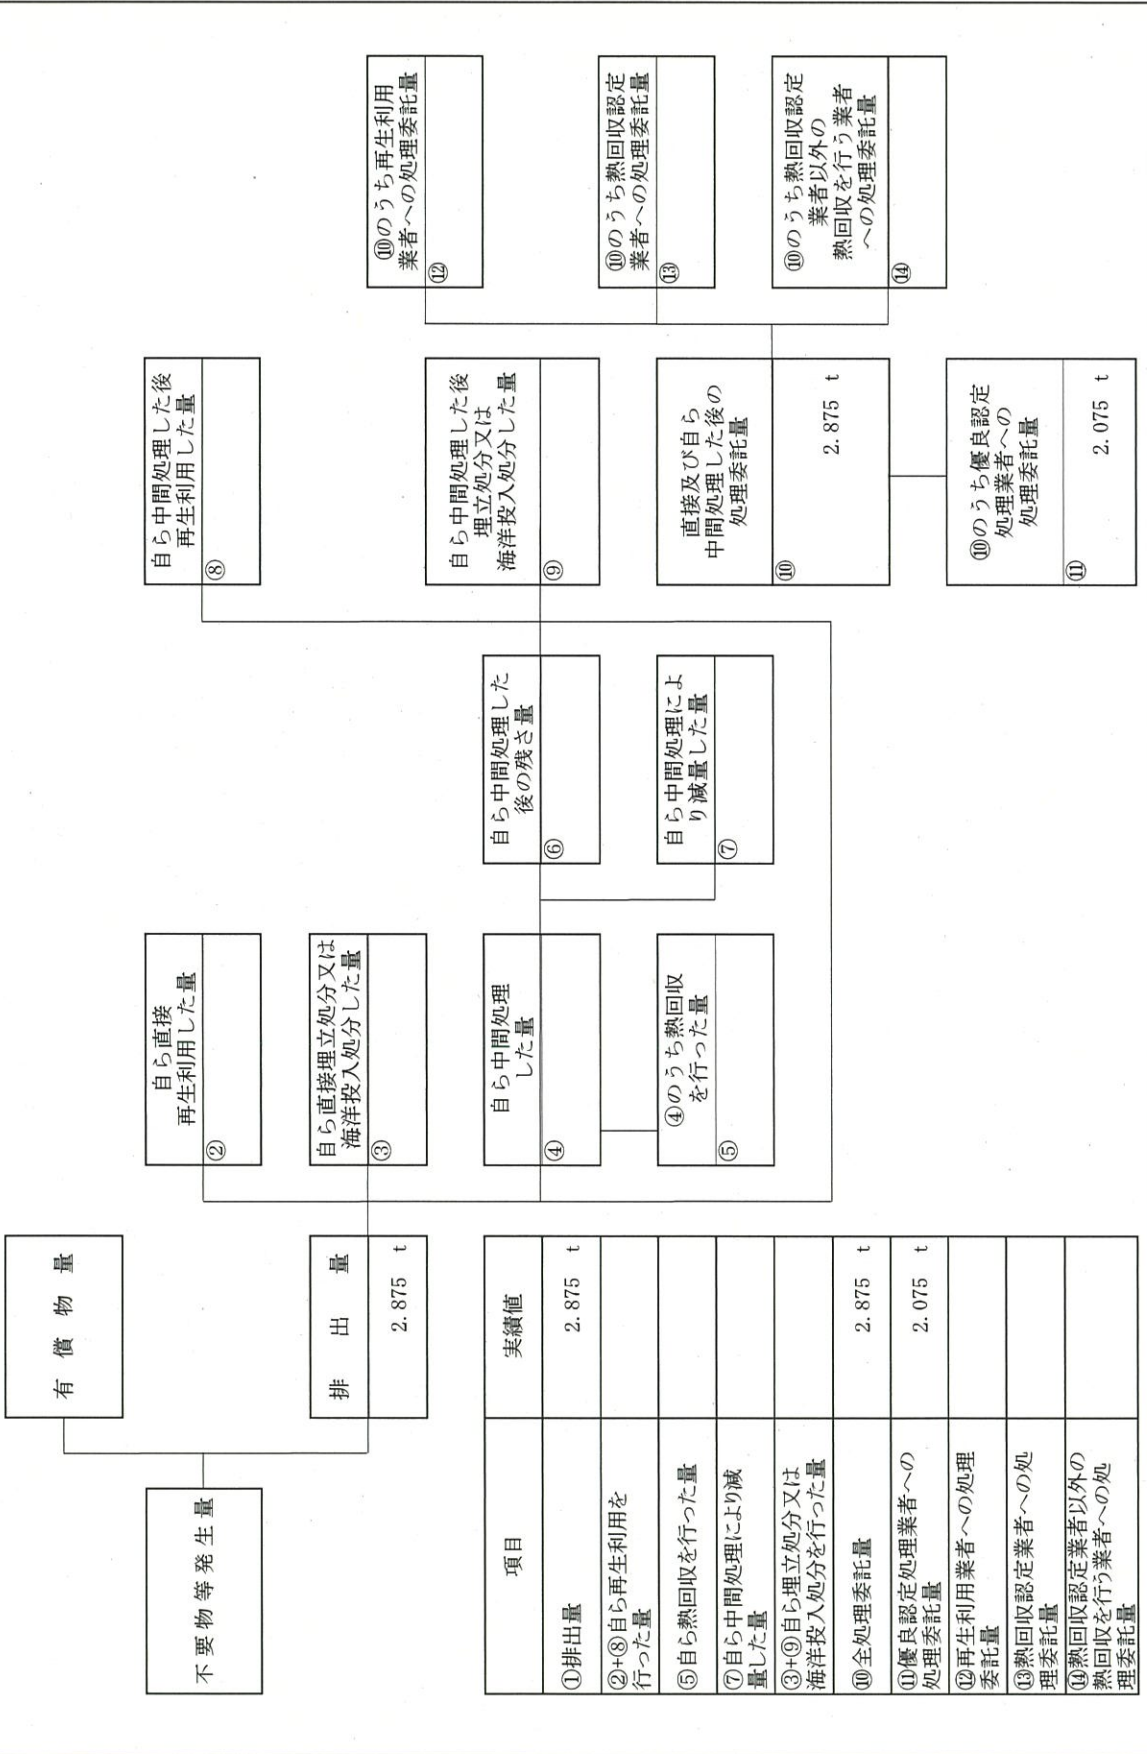 不要物等発生量
有償物量
排出量
2.875 t
自ら直接
再生利用した量
②
自ら直接埋立処分又は
海洋投入処分した量
③
自ら中間処理
した量
④
④のうち熱回収
を行った量
⑤
自ら中間処理した
後の残さ量
⑥
自ら中間処理によ
り減量した量
⑦
自ら中間処理した後
再生利用した量
⑧
自ら中間処理した後
埋立処分又は
海洋投入処分した量
⑨
直接及び自ら
中間処理した後の
処理委託量
⑩
2.875 t
⑩のうち優良認定
処理業者への
処理委託量
⑪
2.075 t
⑩のうち再生利用
業者への処理委託量
⑫
⑩のうち熱回収認定
業者への処理委託量
⑬
⑩のうち熱回収認定
業者以外の
熱回収を行う業者
への処理委託量
⑭
項目 実績値
①排出量 2.875 t
②+⑧自ら再生利用を
行った量
⑤自ら熱回収を行った量
⑦自ら中間処理により減
量した量
③+⑨自ら埋立処分又は
海洋投入処分を行った量
⑩全処理委託量 2.875 t
⑪優良認定処理業者への
処理委託量 2.075 t
⑫再生利用業者への処理
委託量
⑬熱回収認定業者への処
理委託量
⑭熱回収認定業者以外の
熱回収を行う業者への処
理委託量